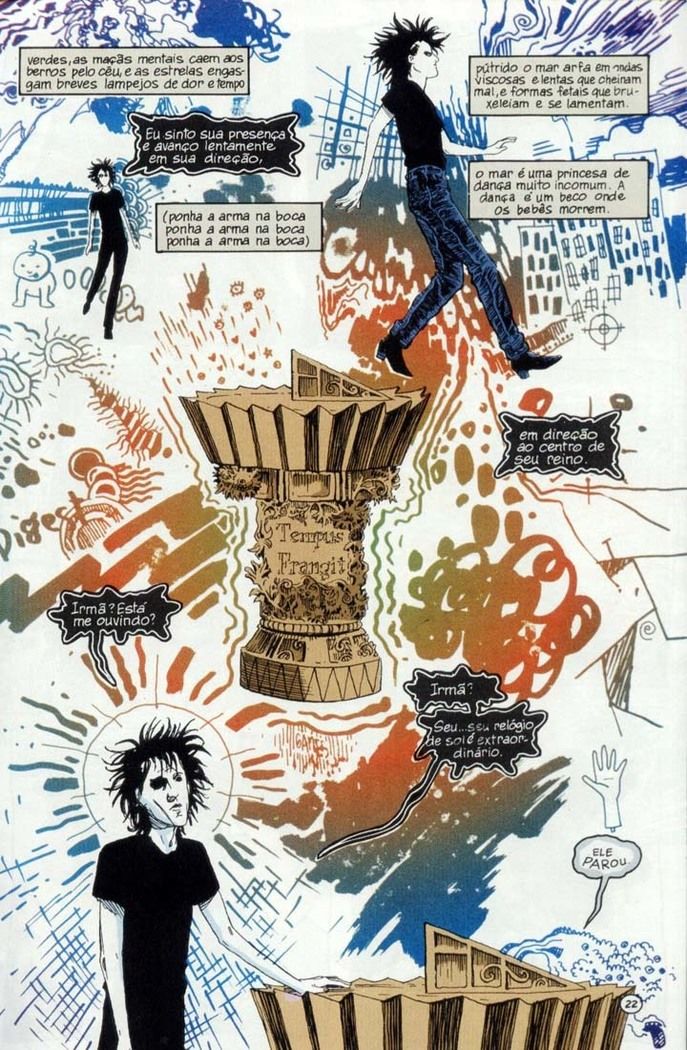 verdes, as maçãs mentais caem aos
berros pelo céu, e as estrelas engas-
gam breves lampejos de dor e tempo
pútrido o mar arfa em ondas
viscosas e lentas que cheiram
mal, e formas fetais que bru-
xeleiam e se lamentam.
Eu sinto sua presença
e avanço lentamente
em sua direção,
o mar é uma princesa de
dança muito incomum. A
dança é um beco onde
os bebês morrem.
(ponha a arma na boca
ponha a arma na boca
ponha a arma na boca)
em direção
ao centro de
seu reino.
Digest
Tempus
Frangit
Irmã? Está
me ouvindo?
Irmã?
Seu...seu relógio
de sol é extraor-
dinário.
ELE
PAROU.
22